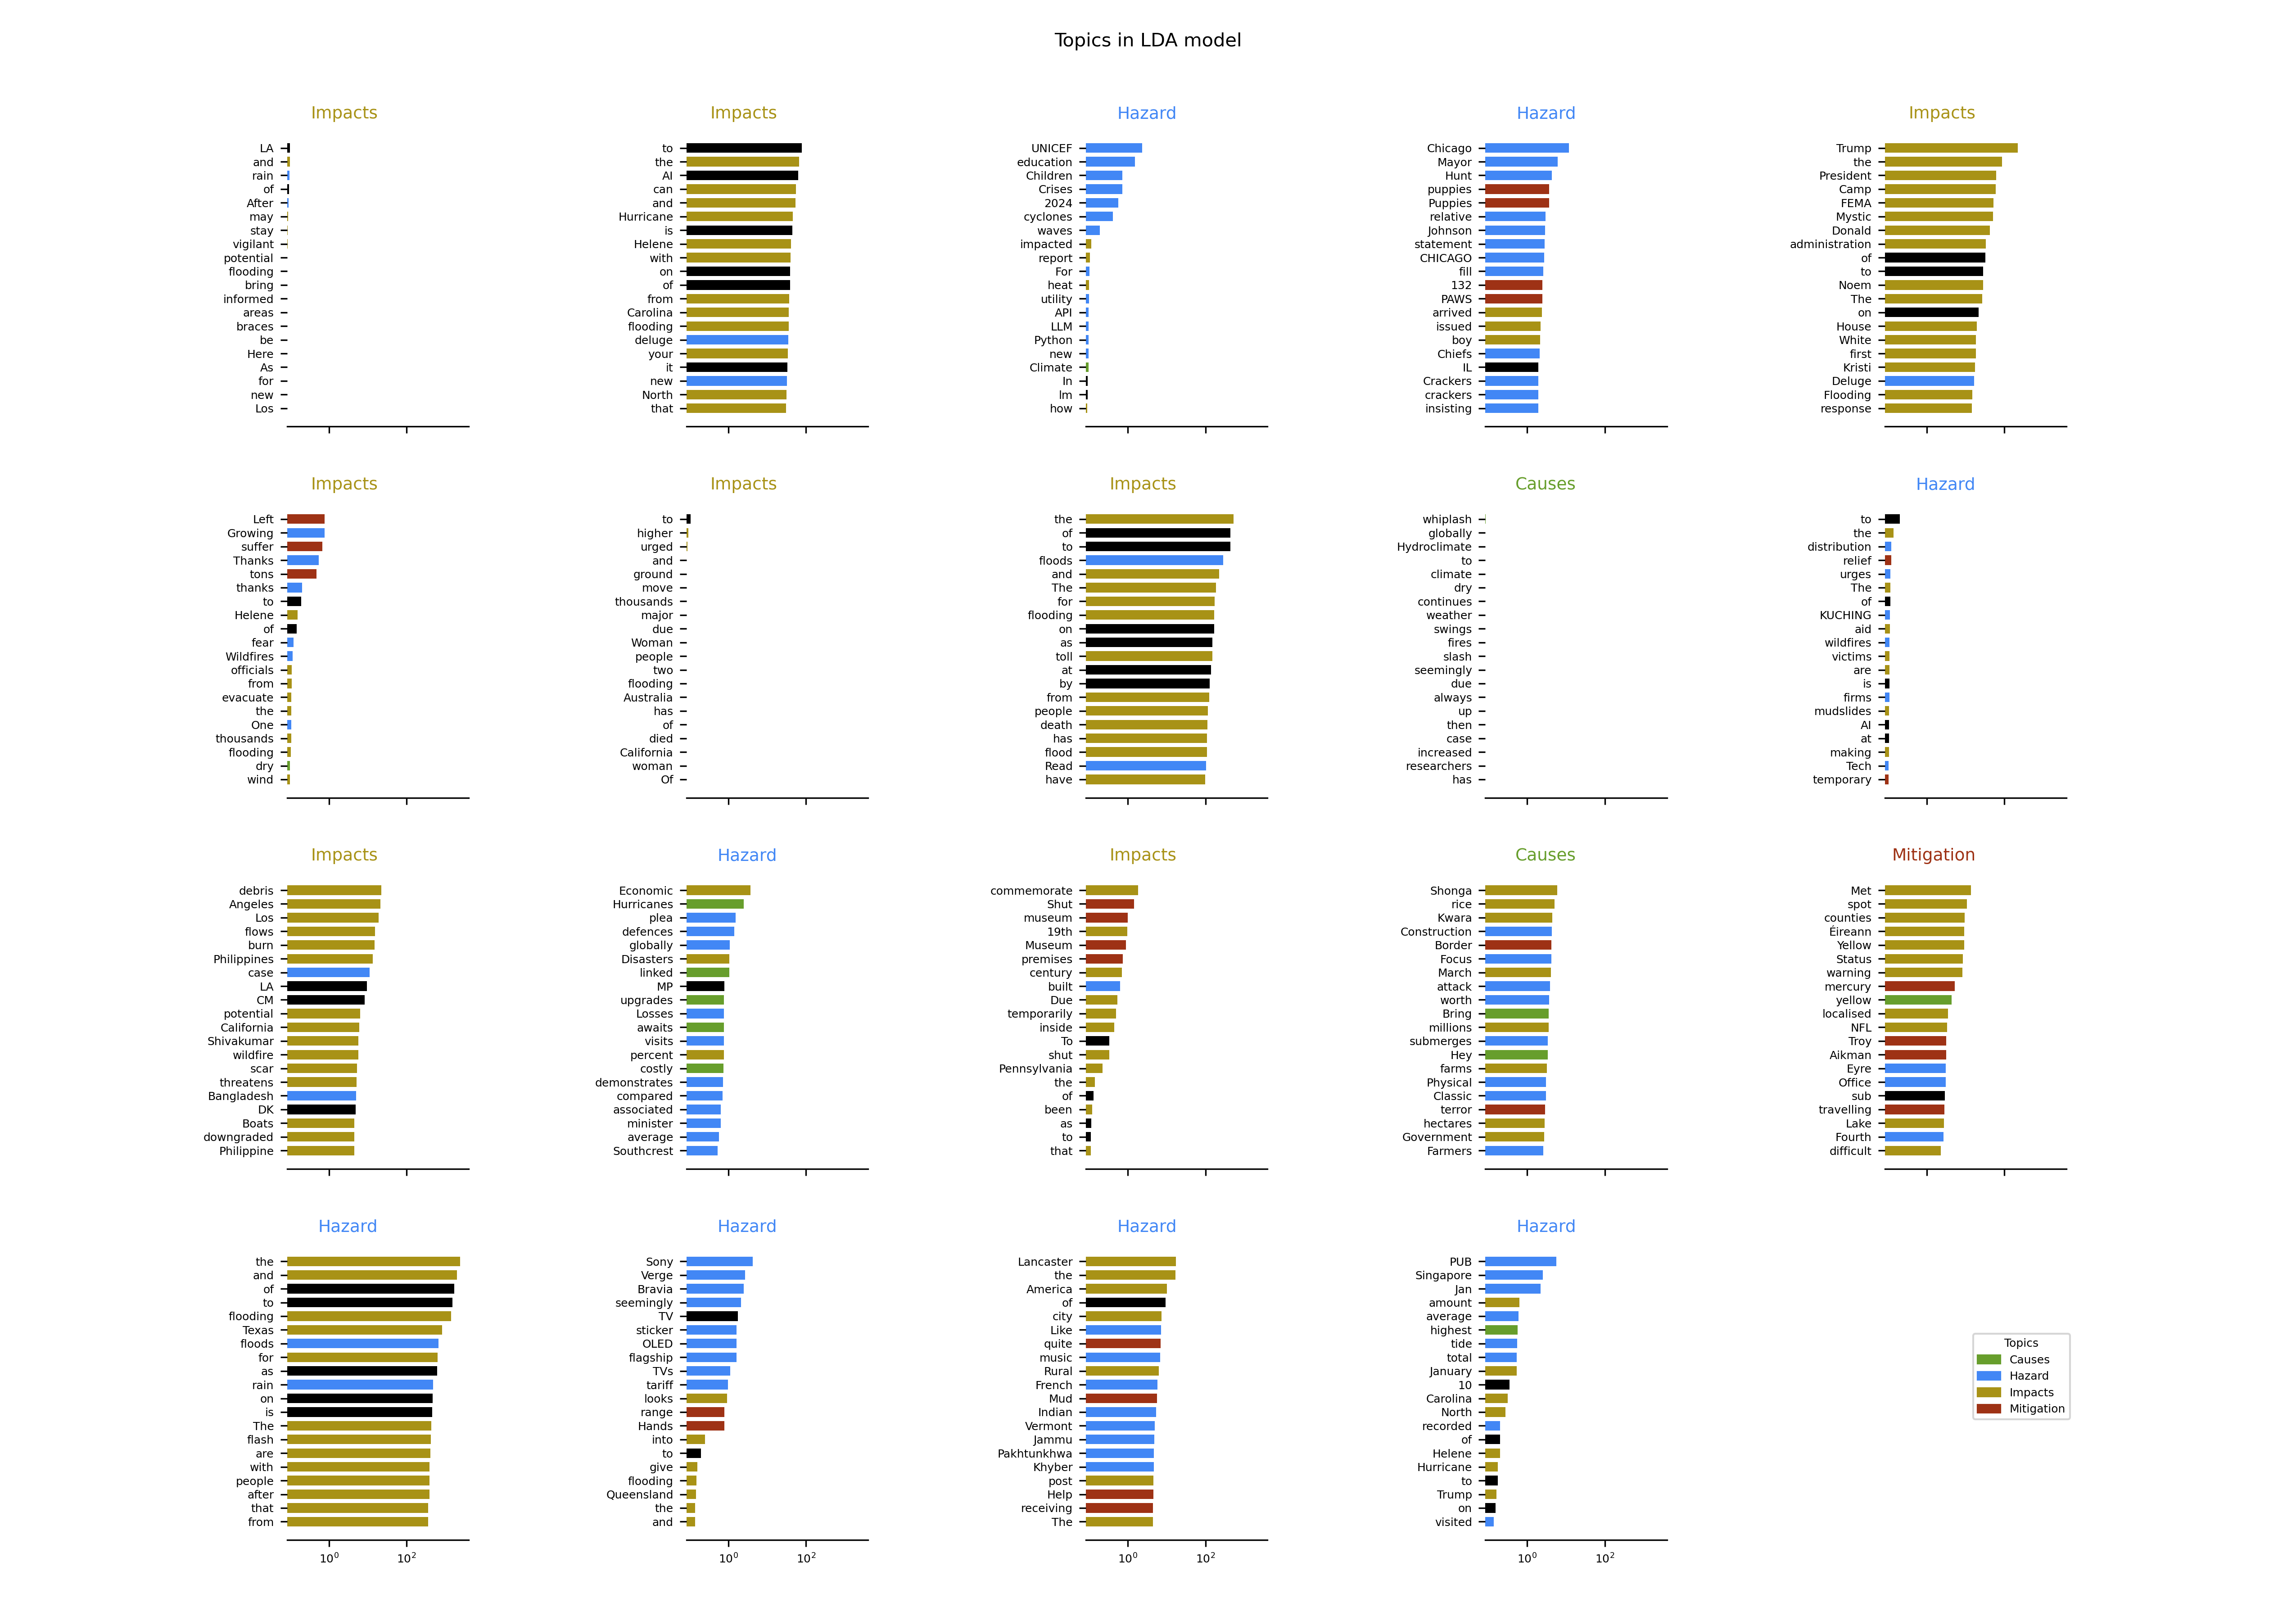 Topics in LDA model
Impacts
LA
and
rain
of
After
may
stay
vigilant
potential
flooding
bring
informed
areas
braces
be
Here
As
for
new
Los
Impacts
to
the
AI
can
and
Hurricane
is
Helene
with
on
of
from
Carolina
flooding
deluge
your
it
new
North
that
Hazard
UNICEF
education
Children
Crises
2024
cyclones
waves
impacted
report
For
heat
utility
API
LLM
Python
new
Climate
In
Im
how
Hazard
Chicago
Mayor
Hunt
puppies
Puppies
relative
Johnson
statement
CHICAGO
fill
132
PAWS
arrived
issued
boy
Chiefs
IL
Crackers
crackers
insisting
Impacts
Trump
the
President
Camp
FEMA
Mystic
Donald
administration
of
to
Noem
The
on
House
White
first
Kristi
Deluge
Flooding
response
Impacts
Left
Growing
suffer
Thanks
tons
thanks
to
Helene
of
fear
Wildfires
officials
from
evacuate
the
One
thousands
flooding
dry
wind
Impacts
to
higher
urged
and
ground
move
thousands
major
due
Woman
people
two
flooding
Australia
has
of
died
California
woman
Of
Impacts
the
of
to
floods
and
The
for
flooding
on
as
toll
at
by
from
people
death
has
flood
Read
have
Causes
whiplash
globally
Hydroclimate
to
climate
dry
continues
weather
swings
fires
slash
seemingly
due
always
up
then
case
increased
researchers
has
Hazard
to
the
distribution
relief
urges
The
of
KUCHING
aid
wildfires
victims
are
is
firms
mudslides
AI
at
making
Tech
temporary
Impacts
debris
Angeles
Los
flows
burn
Philippines
case
LA
CM
potential
California
Shivakumar
wildfire
scar
threatens
Bangladesh
DK
Boats
downgraded
Philippine
Hazard
Economic
Hurricanes
plea
defences
globally
Disasters
linked
MP
upgrades
Losses
awaits
visits
percent
costly
demonstrates
compared
associated
minister
average
Southcrest
Impacts
commemorate
Shut
museum
19th
Museum
premises
century
built
Due
temporarily
inside
To
shut
Pennsylvania
the
of
been
as
to
that
Causes
Shonga
rice
Kwara
Construction
Border
Focus
March
attack
worth
Bring
millions
submerges
Hey
farms
Physical
Classic
terror
hectares
Government
Farmers
Mitigation
Met
spot
counties
Éireann
Yellow
Status
warning
mercury
yellow
localised
NFL
Troy
Aikman
Eyre
Office
sub
travelling
Lake
Fourth
difficult
Hazard
the
and
of
to
flooding
Texas
floods
for
as
rain
on
is
The
flash
are
with
people
after
that
from
10^0 10^2
Hazard
Sony
Verge
Bravia
seemingly
TV
sticker
OLED
flagship
TVs
tariff
looks
range
Hands
into
to
give
flooding
Queensland
the
and
10^0 10^2
Hazard
Lancaster
the
America
of
city
Like
quite
music
Rural
French
Mud
Indian
Vermont
Jammu
Pakhtunkhwa
Khyber
post
Help
receiving
The
10^0 10^2
Hazard
PUB
Singapore
Jan
amount
average
highest
tide
total
January
10
Carolina
North
recorded
of
Helene
Hurricane
to
Trump
on
visited
10^0 10^2
Topics
Causes
Hazard
Impacts
Mitigation